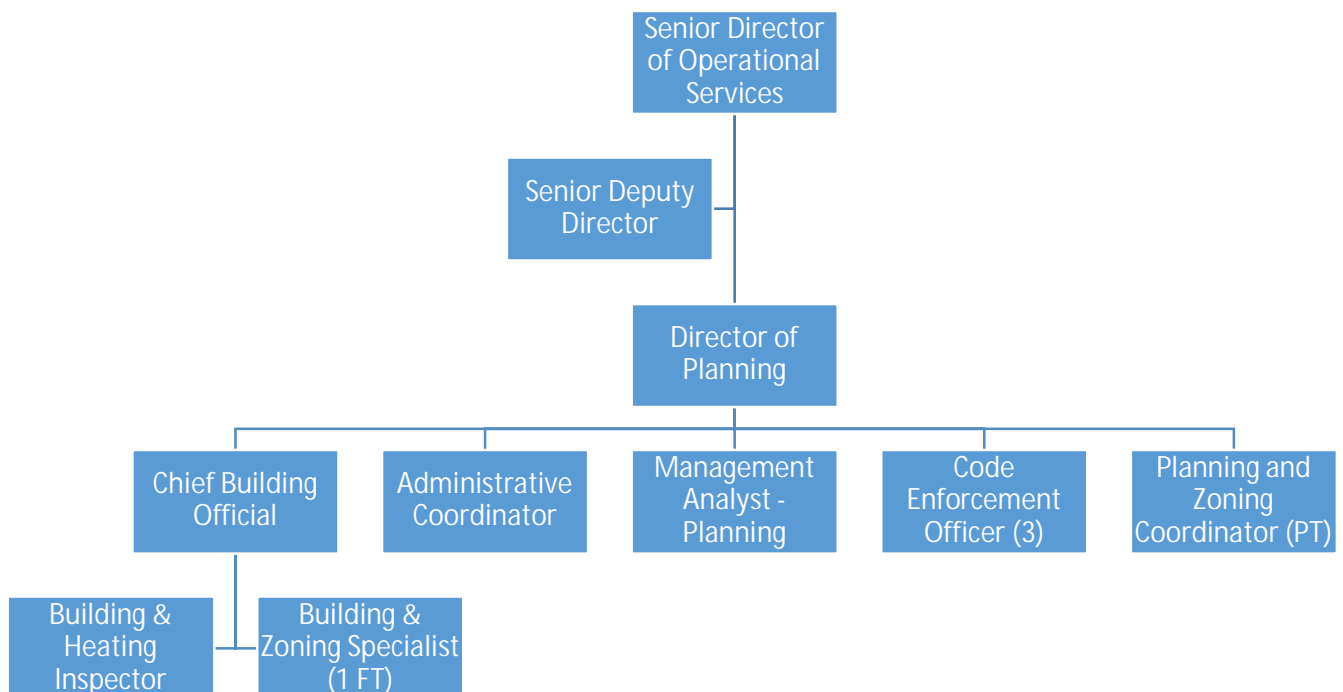 Senior Director
of Operational
Services
Senior Deputy
Director
Director of
Planning
Chief Building
Official
Administrative
Coordinator
Management
Analyst -
Planning
Code
Enforcement
Officer (3)
Planning and
Zoning
Coordinator (PT)
Building &
Heating
Inspector
Building &
Zoning Specialist
(1 FT)